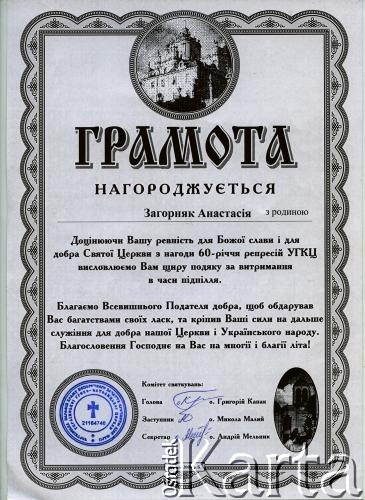 ГРАМОТА
НАГОРОДЖУЄТЬСЯ
Загорняк Анастасія з родиною
Доцінюючи Вашу ревність для Божої слави і для
добра Святої Церкви з нагоди 60-річчя репресій УГКЦ
висловлюємо Вам щиру подяку за витримання
в часи підпілля.
Благаємо Всевишнього Подателя добра, щоб обдарував
Вас багатствами своїх ласк, та кріпив Ваші сили на дальше
служіння для добра нашої Церкви і Українського народу.
Благословення Господнє на Вас на многії і благії літа!
Комітет святкувань:
Голова о. Григорій Капак
Заступник о. Микола Малий
Секретар о. Андрій Мельник
21164740
ośrodek
Karta